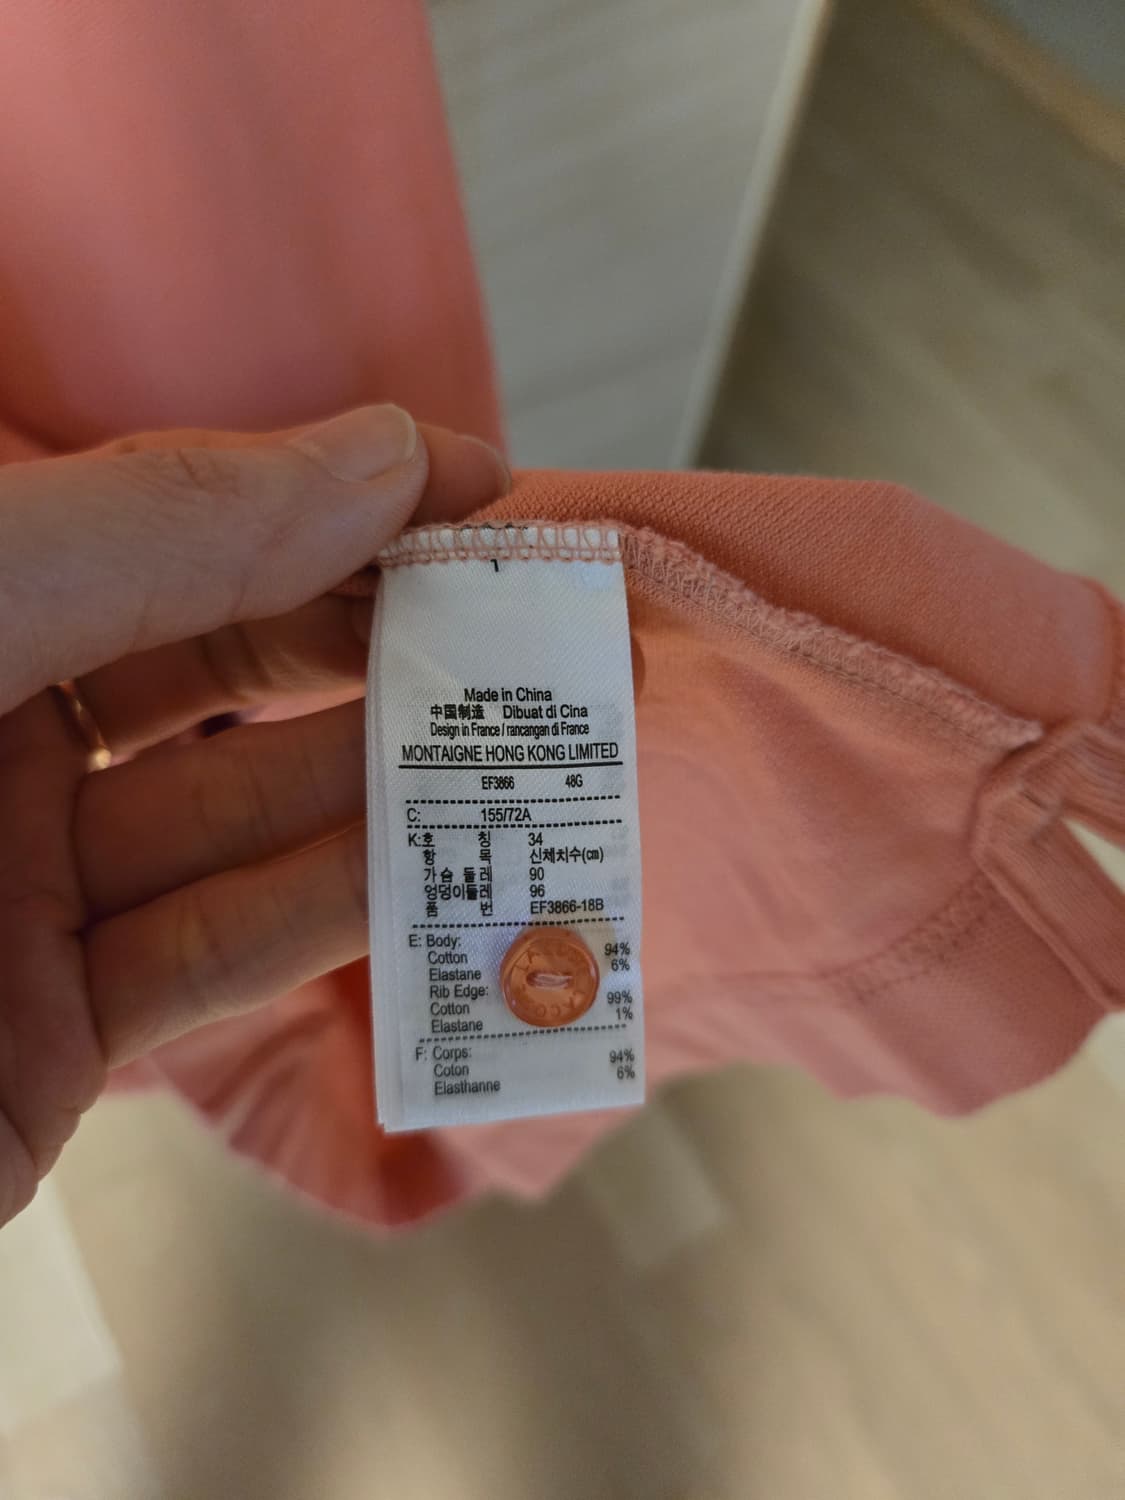 1
Made in China
中国制造 Dibuat di Cina
Design in France / rancangan di France
MONTAIGNE HONG KONG LIMITED
EF3866 48G
C: 155/72A
K:호 칭 34
항 목 신체치수(cm)
가슴 둘레 90
엉덩이둘레 96
품 번 EF3866-18B
E: Body:
Cotton 94%
Elastane 6%
Rib Edge:
Cotton 99%
Elastane 1%
F: Corps:
Coton 94%
Elasthanne 6%